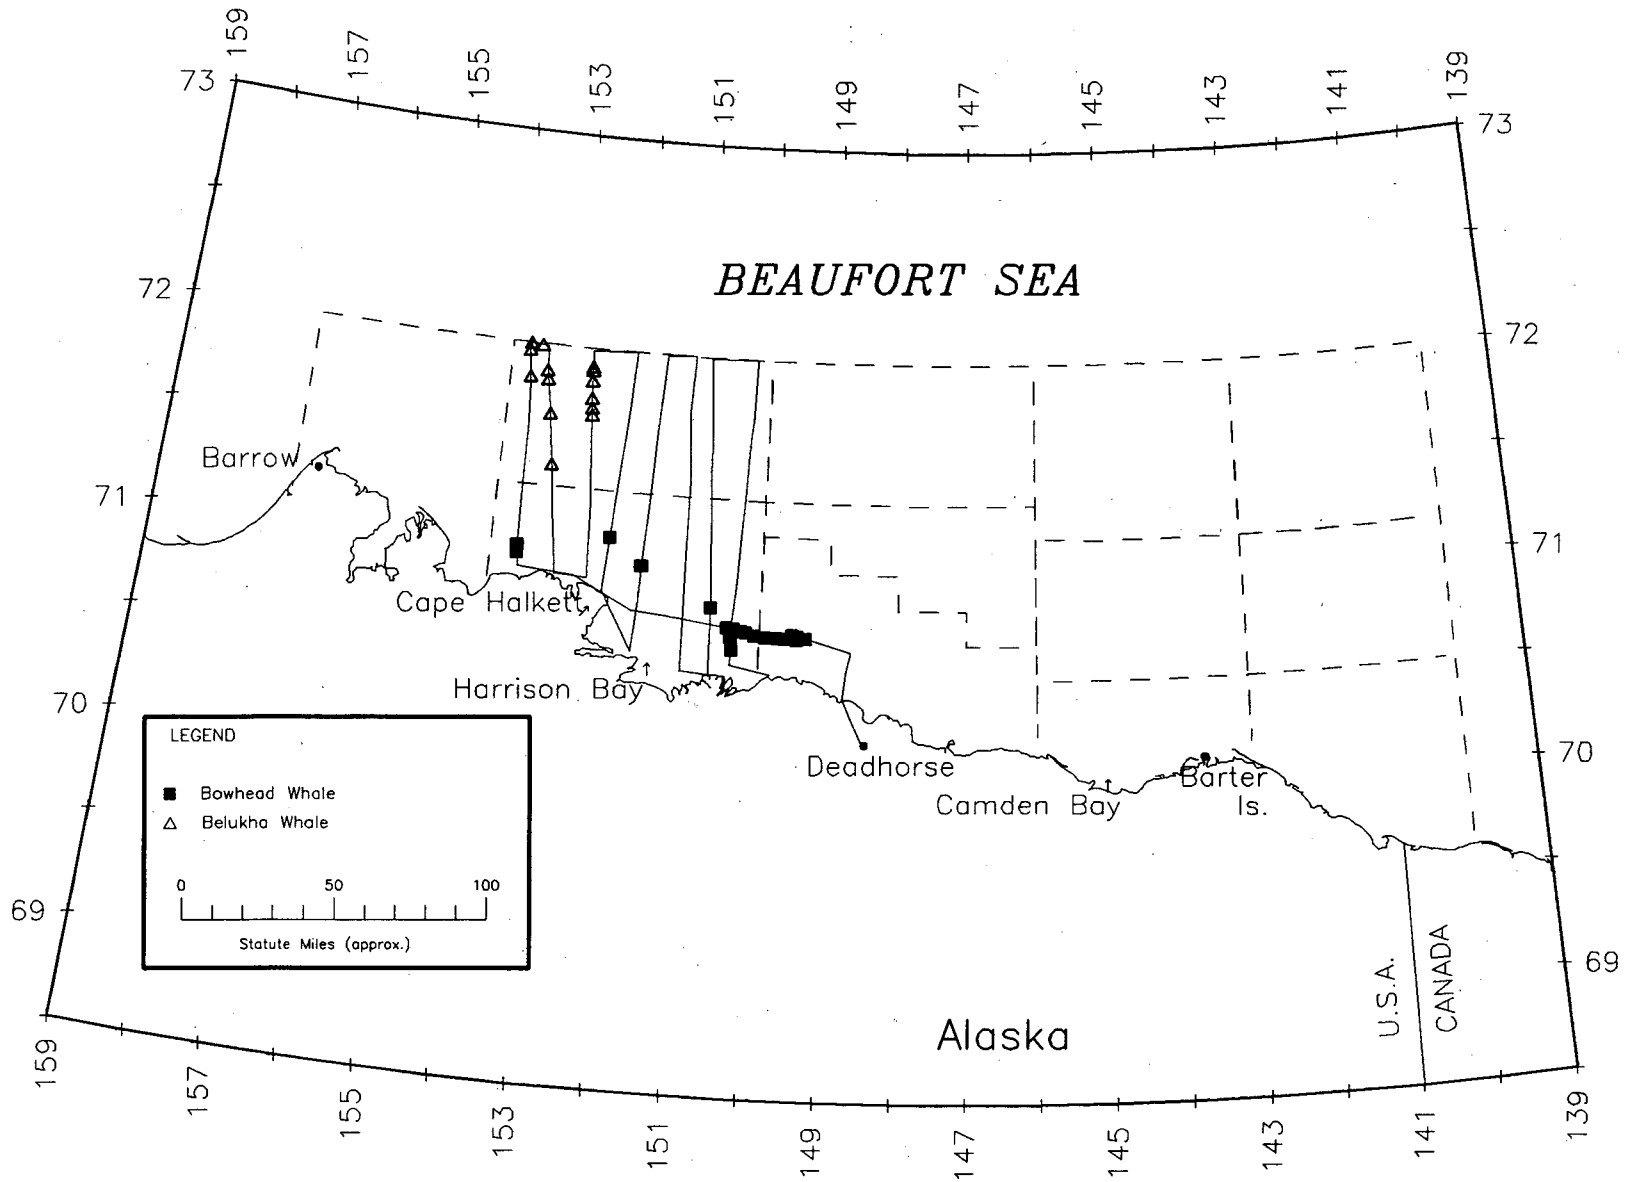 159
157
155
153
151
149
147
145
143
141
139
73
73
BEAUFORT SEA
72
72
Barrow
71
71
Cape Halkett
Harrison Bay
70
70
Deadhorse
Camden Bay
Barter
Is.
LEGEND
Bowhead Whale
Belukha Whale
0 50 100
Statute Miles (approx.)
69
69
U.S.A.
CANADA
Alaska
159
157
155
153
151
149
147
145
143
141
139